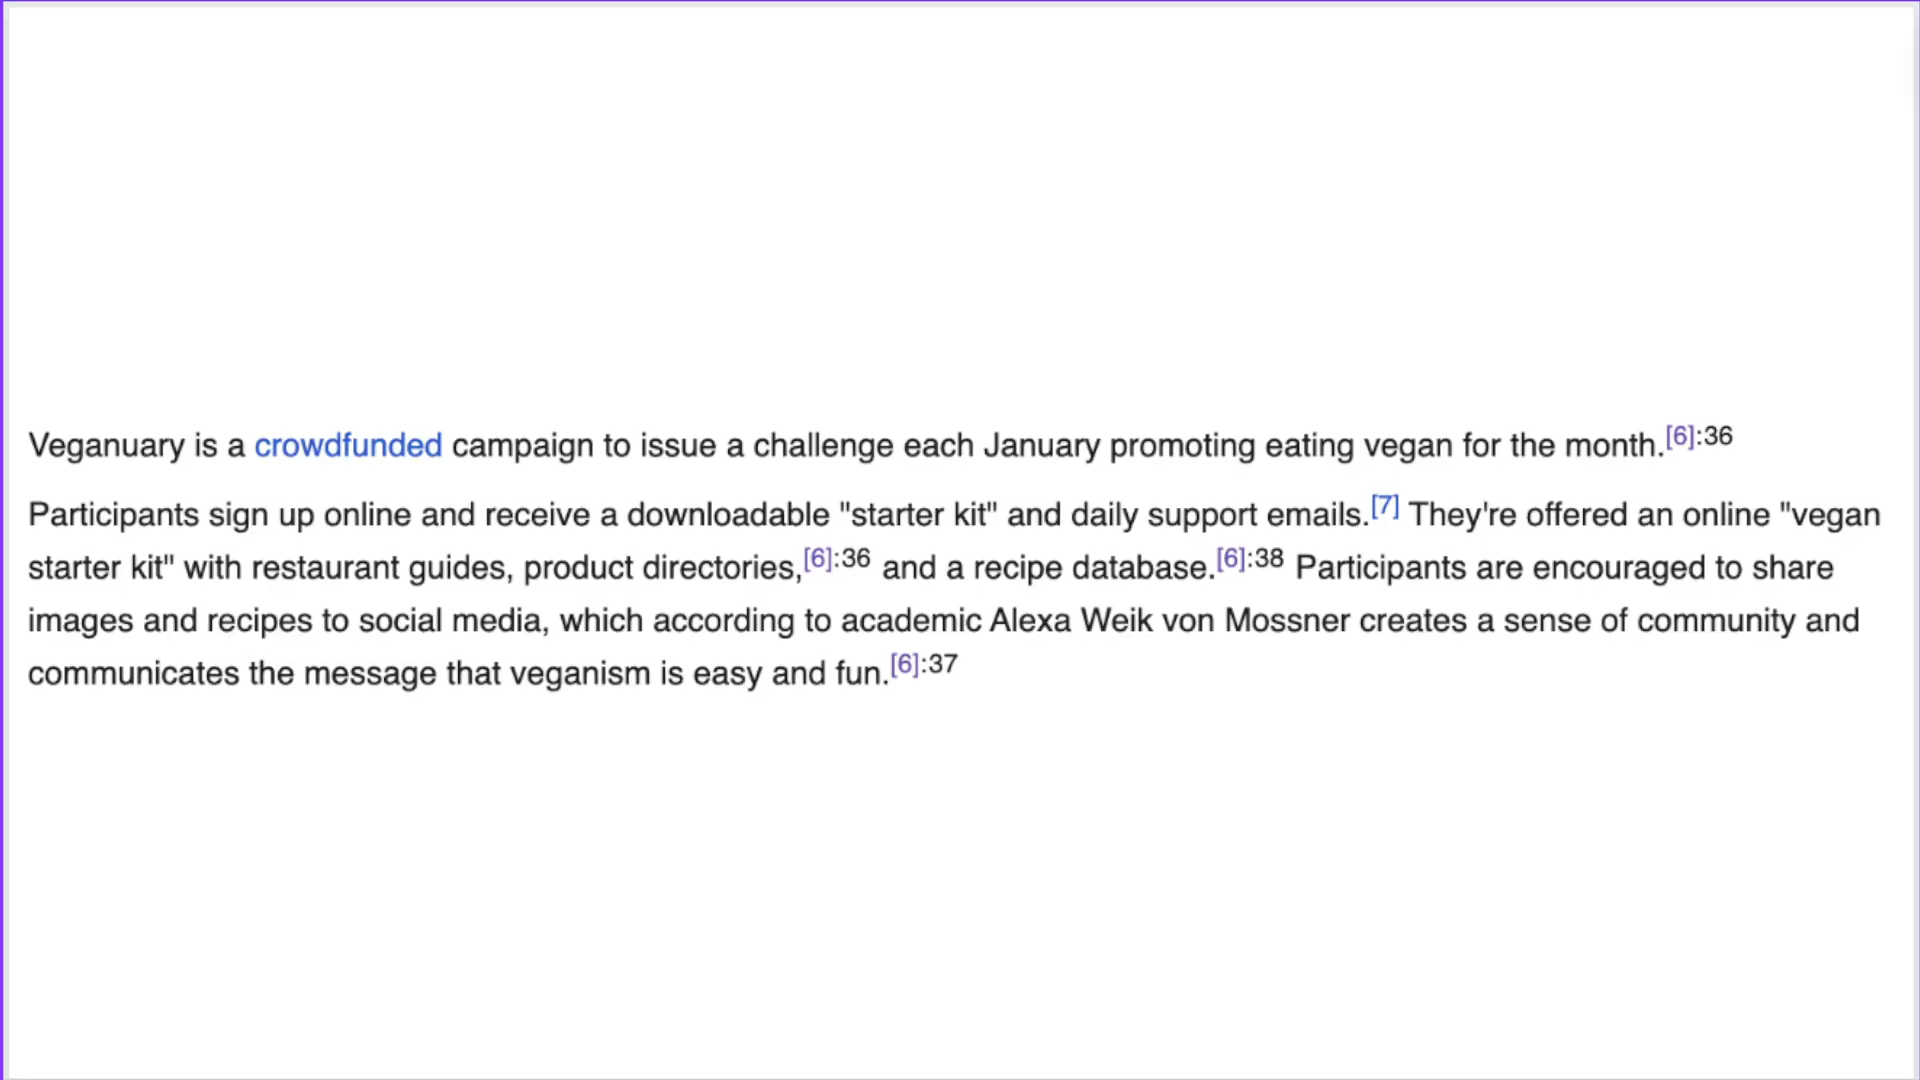 Veganuary is a crowdfunded campaign to issue a challenge each January promoting eating vegan for the month.[6]:36
Participants sign up online and receive a downloadable "starter kit" and daily support emails.[7] They're offered an online "vegan
starter kit" with restaurant guides, product directories,[6]:36 and a recipe database.[6]:38 Participants are encouraged to share
images and recipes to social media, which according to academic Alexa Weik von Mossner creates a sense of community and
communicates the message that veganism is easy and fun.[6]:37